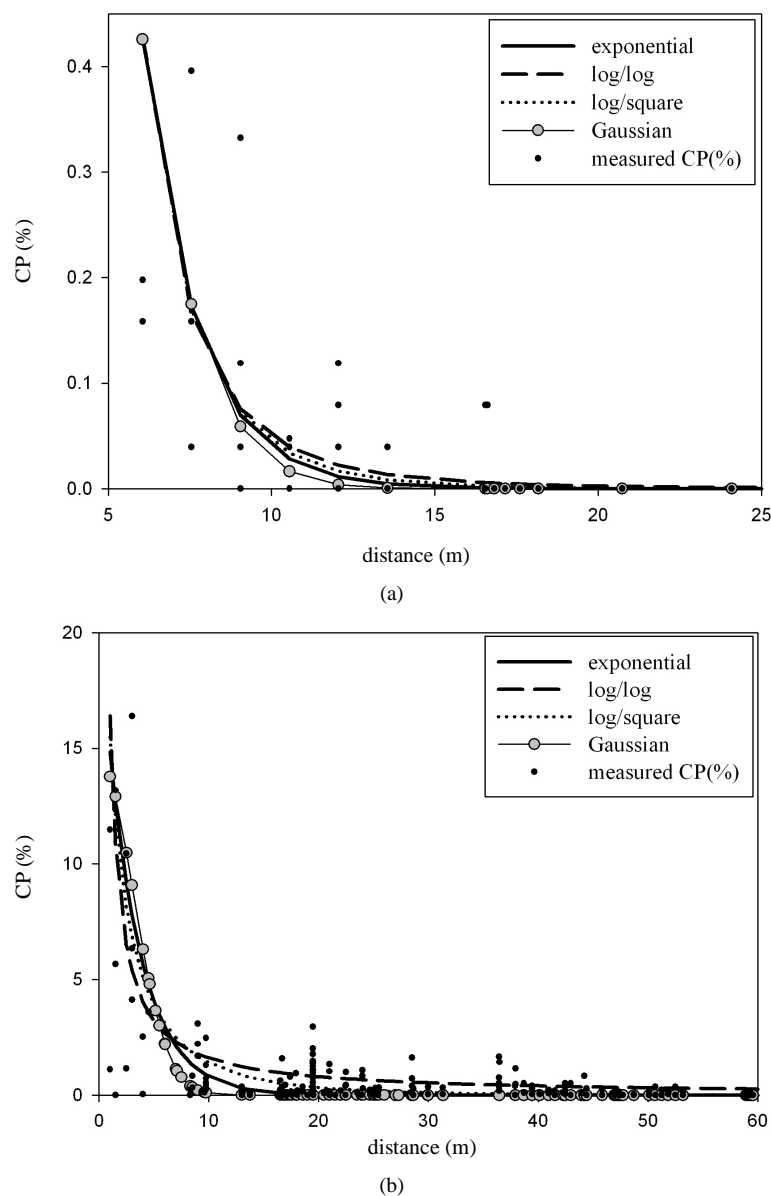 0.4
0.3
0.2
0.1
0.0
CP (%)
exponential
log/log
log/square
Gaussian
measured CP(%)
5 10 15 20 25
distance (m)
(a)
20
15
10
5
0
CP (%)
exponential
log/log
log/square
Gaussian
measured CP(%)
0 10 20 30 40 50 60
distance (m)
(b)